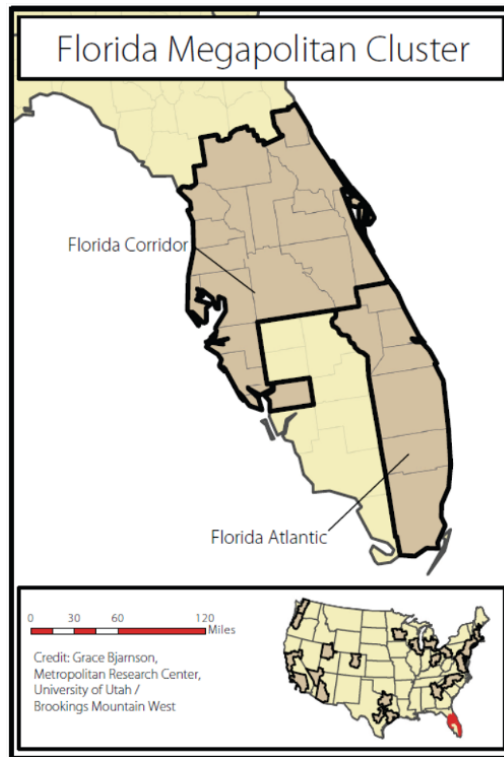 Florida Megapolitan Cluster
Florida Corridor
Florida Atlantic
0 30 60 120
Miles
Credit: Grace Bjarnson,
Metropolitan Research Center,
University of Utah /
Brookings Mountain West